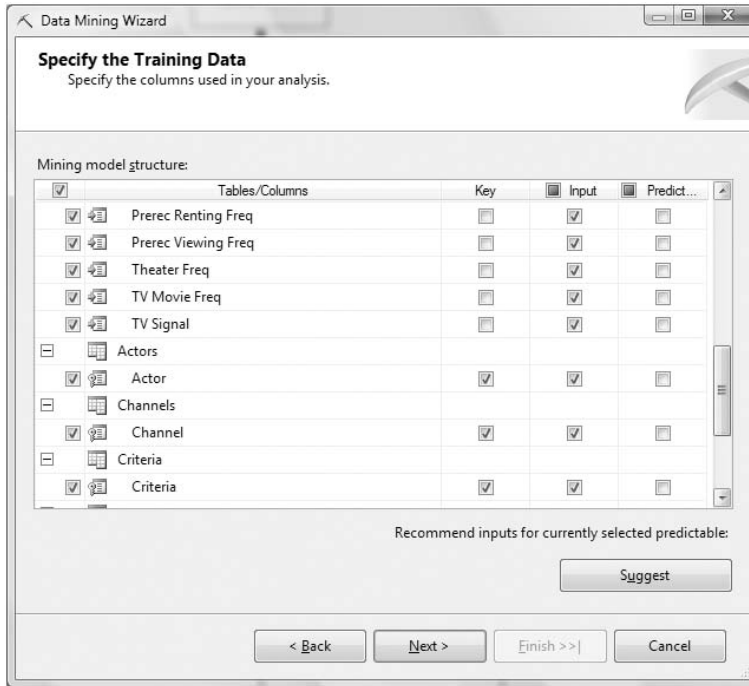 Data Mining Wizard
Specify the Training Data
Specify the columns used in your analysis.
Mining model structure:
Tables/Columns Key Input Predict...
Prerec Renting Freq
Prerec Viewing Freq
Theater Freq
TV Movie Freq
TV Signal
Actors
Actor
Channels
Channel
Criteria
Criteria
Recommend inputs for currently selected predictable:
Suggest
< Back Next > Finish >>| Cancel